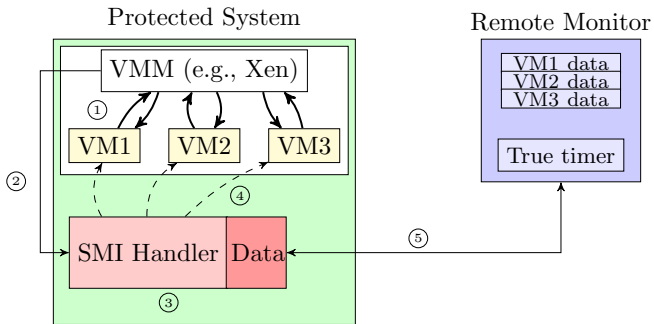 Protected System
Remote Monitor
VMM (e.g., Xen)
①
VM1
VM2
VM3
VM1 data
VM2 data
VM3 data
True timer
②
④
SMI Handler
Data
⑤
③